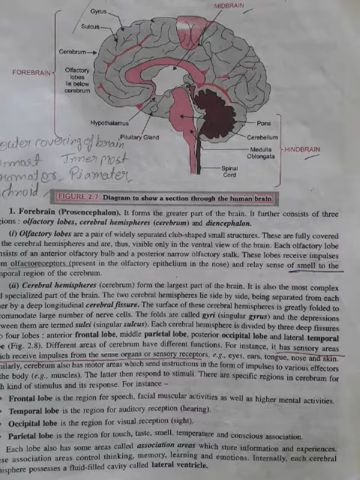 MIDBRAIN
Gyrus
Sulcus
Cerebrum
FOREBRAIN
Olfactory
lobes
lie below
cerebrum
Hypothalamus
Pituitary Gland
Pons
Cerebellum
HINDBRAIN
Medulla
Oblongata
Spinal
Cord
outer covering of brain
Inner most
Piamater
FIGURE 2.7 Diagram to show a section through the human brain
1. Forebrain (Prosencephalon). It forms the greater part of the brain. It further consists of three
regions : olfactory lobes, cerebral hemispheres (cerebrum) and diencephalon.
(i) Olfactory lobes are a pair of widely separated club-shaped small structures. These are fully covered
the cerebral hemispheres and are, thus, visible only in the ventral view of the brain. Each olfactory lobe
consists of an anterior olfactory bulb and a posterior narrow olfactory stalk. These lobes receive impulses
from olfactoreceptors (present in the olfactory epithelium in the nose) and relay sense of smell to the
temporal region of the cerebrum.
(ii) Cerebral hemispheres (cerebrum) form the largest part of the brain. It is also the most complex
and specialized part of the brain. The two cerebral hemispheres lie side by side, being separated from each
other by a deep longitudinal cerebral fissure. The surface of these cerebral hemispheres is greatly folded to
accomodate large number of nerve cells. The folds are called gyri (singular gyrus) and the depressions
between them are termed sulci (singular sulcus). Each cerebral hemisphere is divided by three deep fissures
into four lobes : anterior frontal lobe, middle parietal lobe, posterior occipital lobe and lateral temporal
lobe (Fig. 2.8). Different areas of cerebrum have different functions. For instance, it has sensory areas
which receive impulses from the sense organs or sensory receptors, e.g., eyes, ears, tongue, nose and skin.
Similarly, cerebrum also has motor areas which send instructions in the form of impulses to various effectors
the body (e.g., muscles). The latter then respond to stimuli. There are specific regions in cerebrum for
each kind of stimulus and its response. For instance –
• Frontal lobe is the region for speech, facial muscular activities as well as higher mental activities.
• Temporal lobe is the region for auditory reception (hearing).
• Occipital lobe is the region for visual reception (sight).
• Parietal lobe is the region for touch, taste, smell, temperature and conscious association.
Each lobe also has some areas called association areas which store information and experiences.
These association areas control thinking, memory, learning and emotions. Internally, each cerebral
hemisphere possesses a fluid-filled cavity called lateral ventricle.